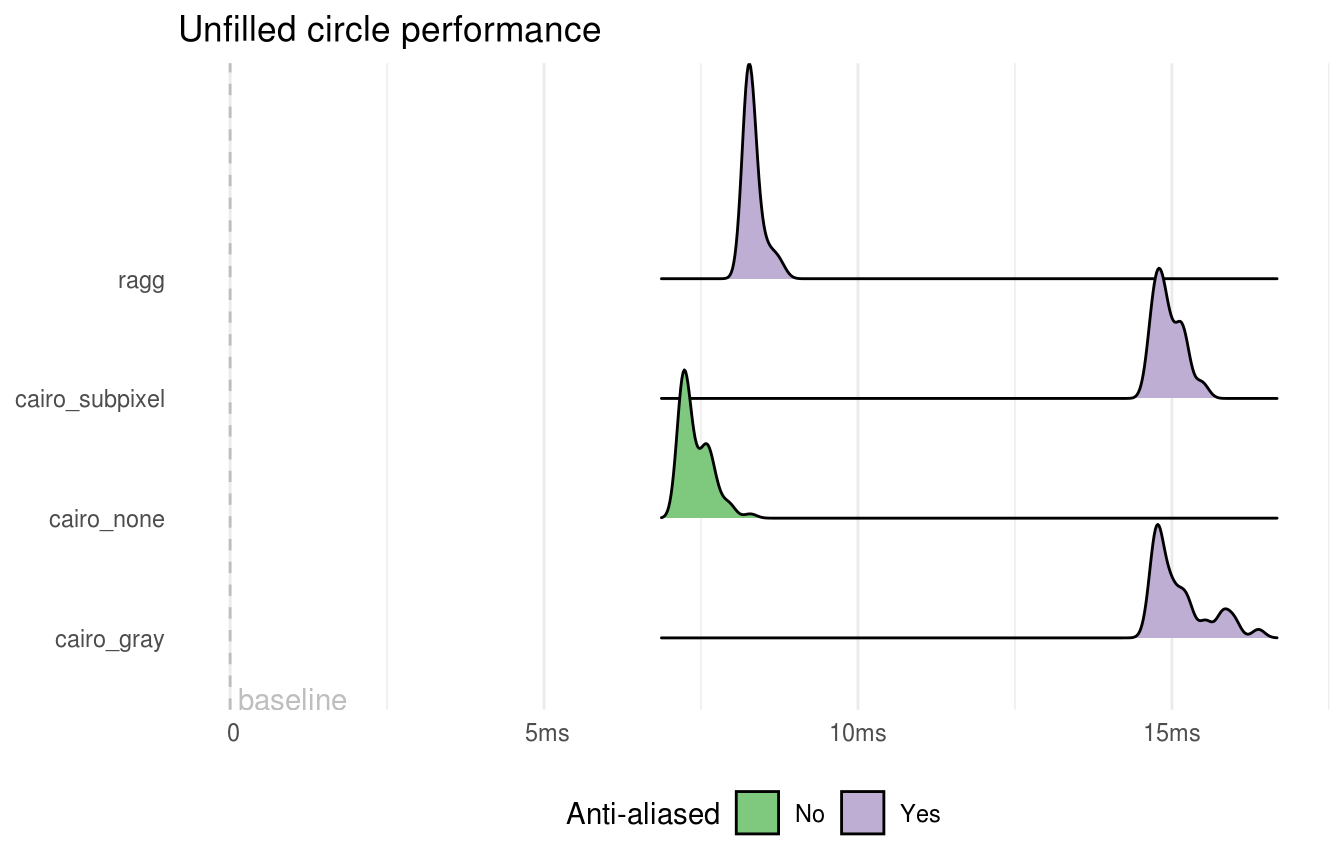 Unfilled circle performance
ragg
cairo_subpixel
cairo_none
cairo_gray
baseline
0 5ms 10ms 15ms
Anti-aliased No Yes